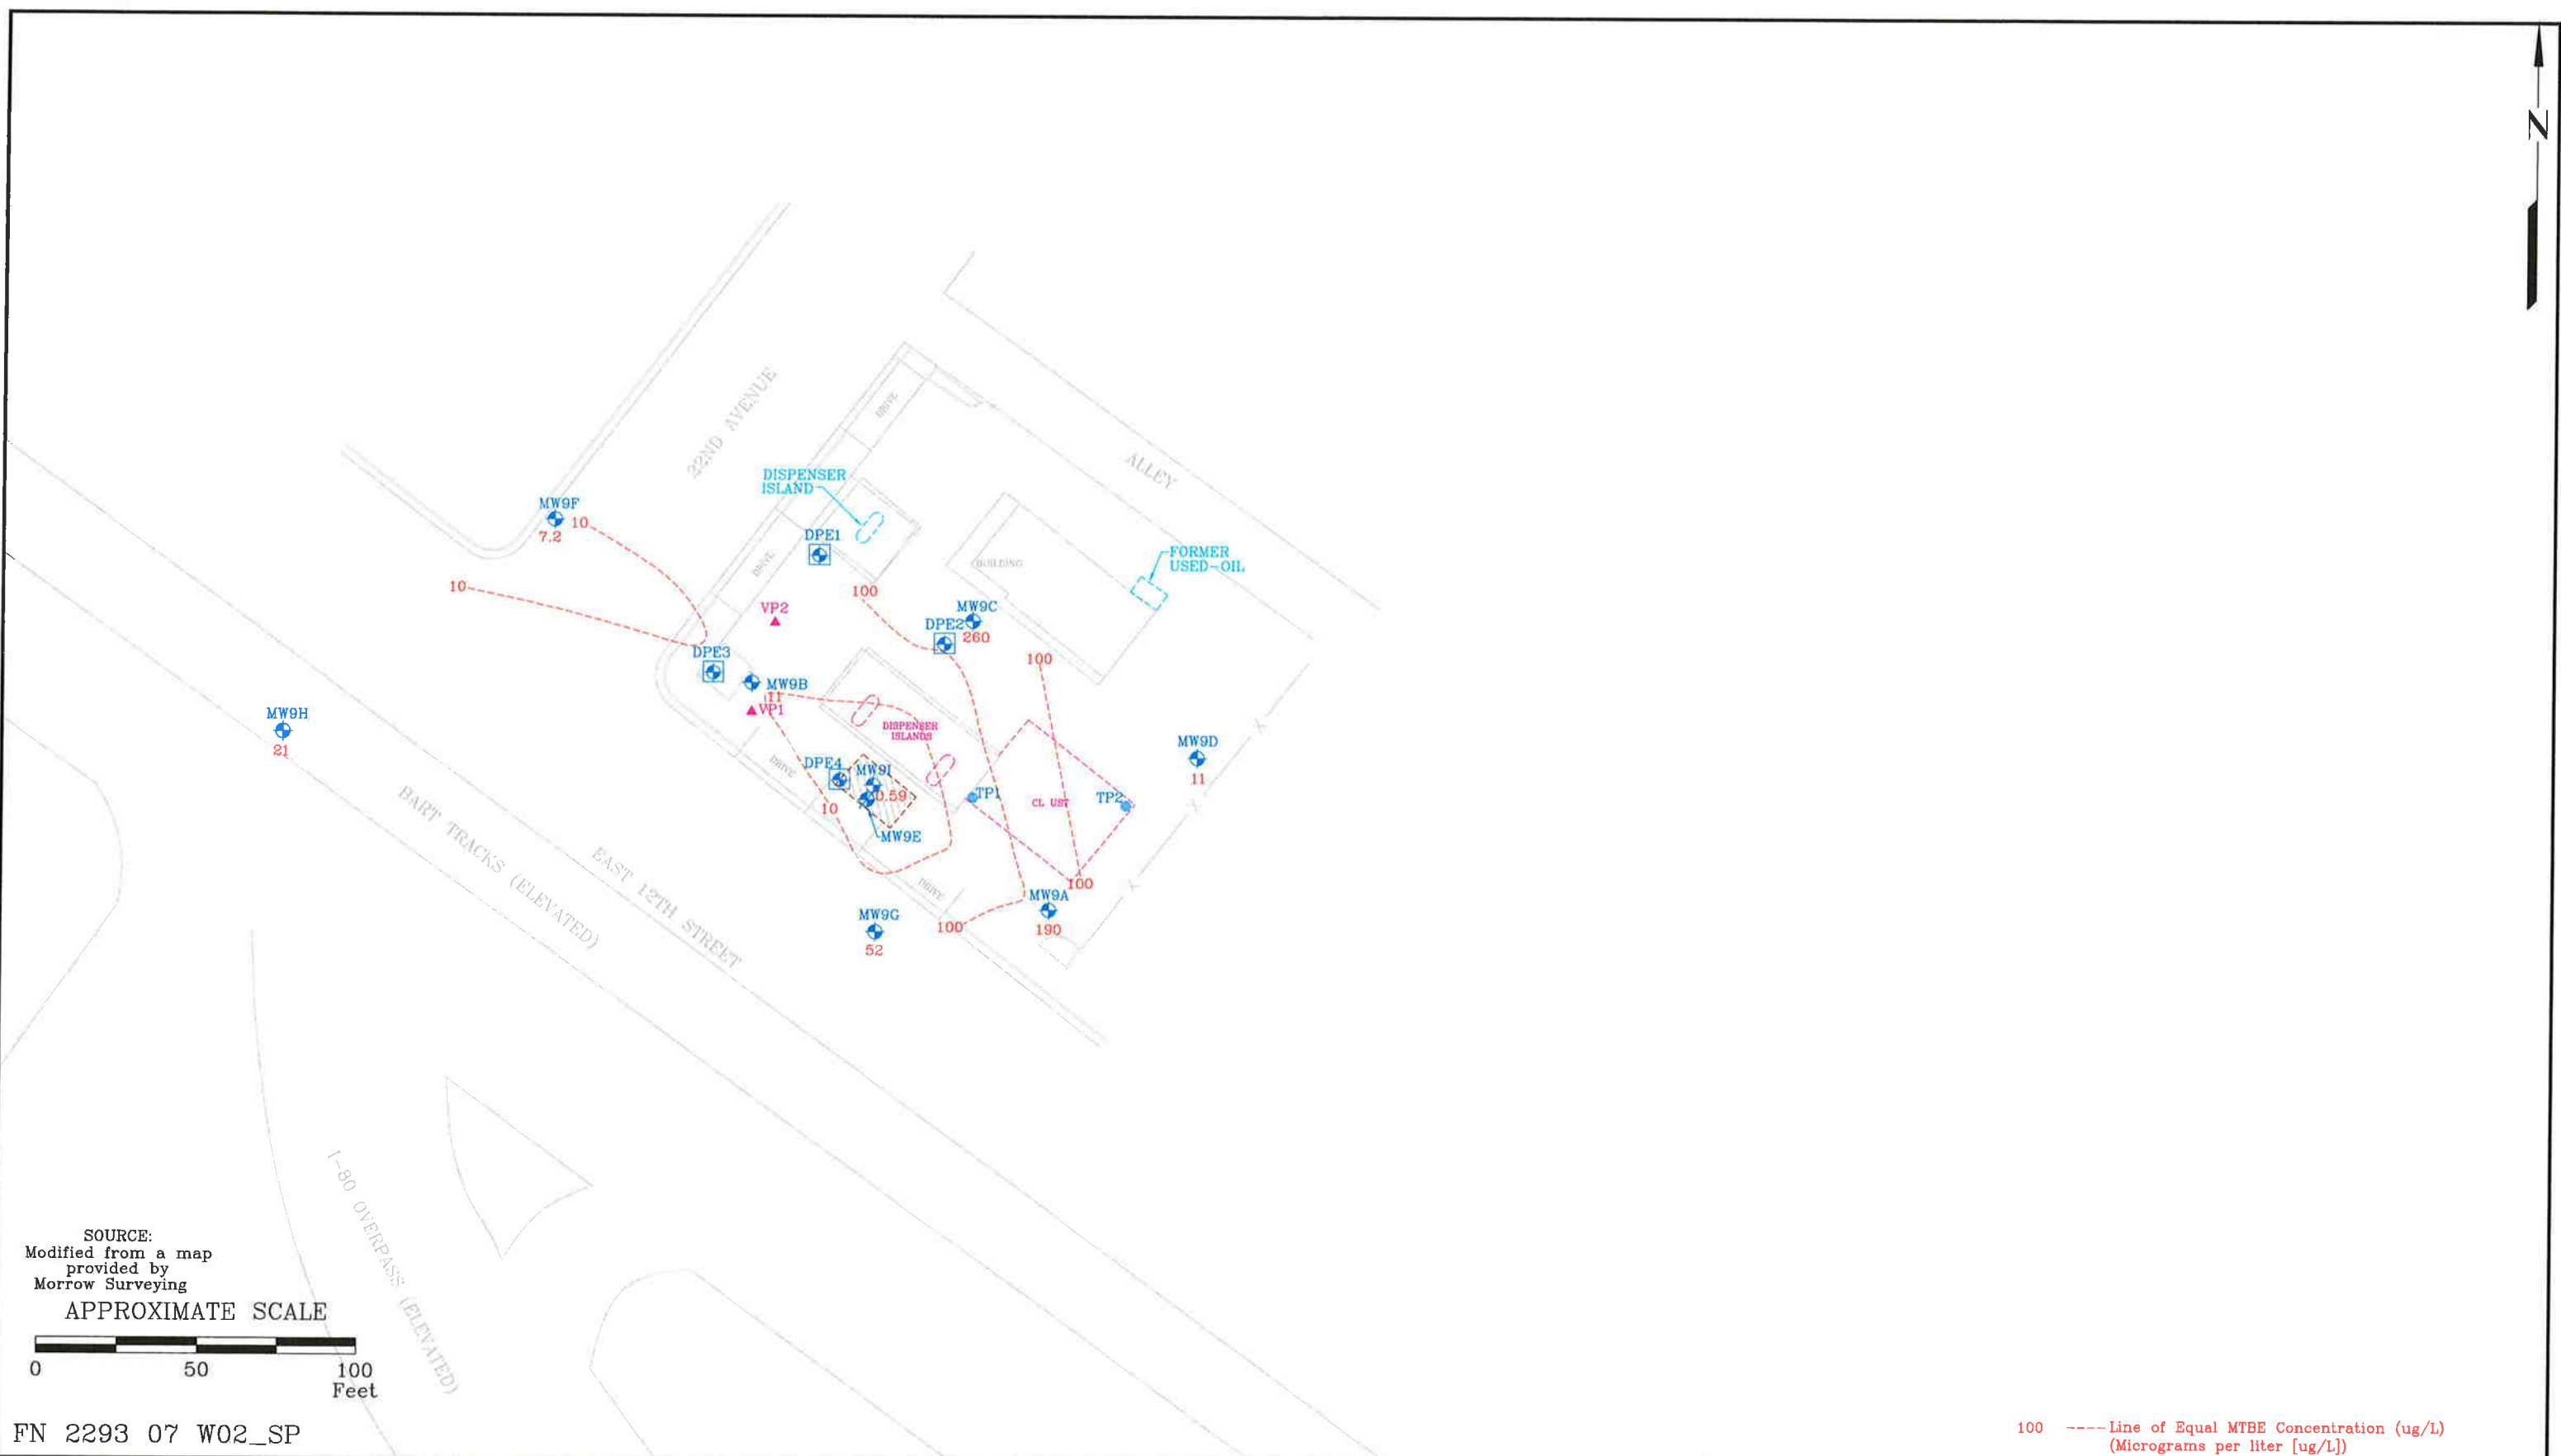 N
22ND AVENUE
DRIVE
ALLEY
DISPENSER
ISLAND
MW9F
10
7.2
DPE1
DRIVE
BUILDING
FORMER
USED-OIL
10
100
VP2
MW9C
DPE2
260
DPE3
100
MW9B
11
VP1
MW9H
21
DISPENSER
ISLANDS
MW9D
11
DRIVE
DPE4
MW9I
0.59
10
TP1
CL UST
TP2
MW9E
BART TRACKS (ELEVATED)
EAST 12TH STREET
DRIVE
100
MW9A
190
MW9G
52
100
I-80 OVERPASS (ELEVATED)
SOURCE:
Modified from a map
provided by
Morrow Surveying
APPROXIMATE SCALE
0 50 100
Feet
FN 2293 07 W02_SP
100 ---- Line of Equal MTBE Concentration (ug/L)
(Micrograms per liter [ug/L])